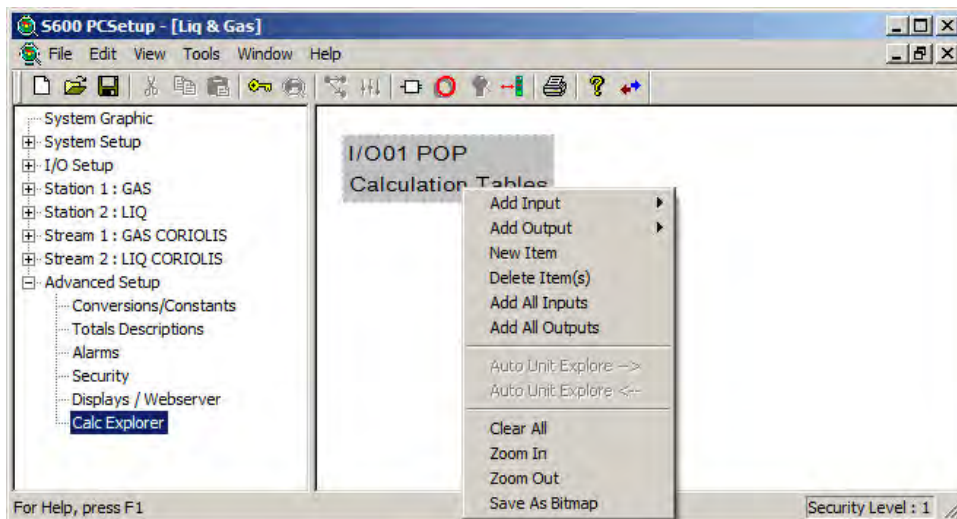 S600 PCSetup - [Liq & Gas]
File Edit View Tools Window Help
System Graphic
System Setup
I/O Setup
Station 1 : GAS
Station 2 : LIQ
Stream 1 : GAS CORIOLIS
Stream 2 : LIQ CORIOLIS
Advanced Setup
Conversions/Constants
Totals Descriptions
Alarms
Security
Displays / Webserver
Calc Explorer
I/O01 POP
Calculation Tables
Add Input
Add Output
New Item
Delete Item(s)
Add All Inputs
Add All Outputs
Auto Unit Explore -->
Auto Unit Explore <--
Clear All
Zoom In
Zoom Out
Save As Bitmap
For Help, press F1
Security Level : 1